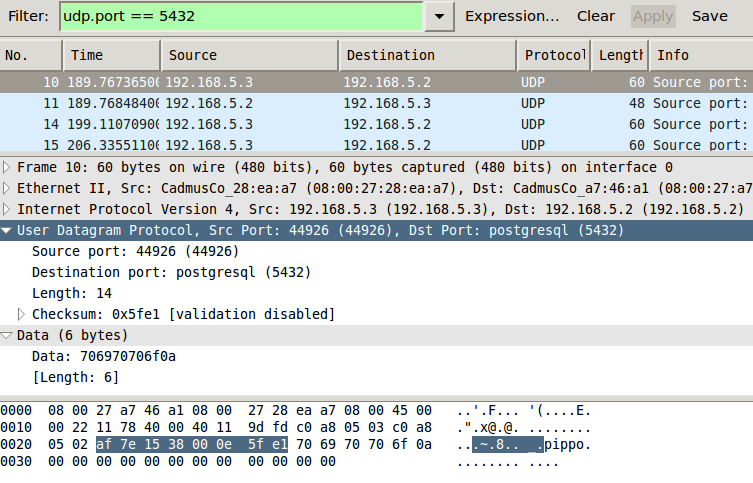 Filter: udp.port == 5432 Expression... Clear Apply Save
No. Time Source Destination Protocol Length Info
10 189.76736500 192.168.5.3 192.168.5.2 UDP 60 Source port:
11 189.76848400 192.168.5.2 192.168.5.3 UDP 48 Source port:
14 199.11070900 192.168.5.3 192.168.5.2 UDP 60 Source port:
15 206.33551100 192.168.5.3 192.168.5.2 UDP 60 Source port:
Frame 10: 60 bytes on wire (480 bits), 60 bytes captured (480 bits) on interface 0
Ethernet II, Src: CadmusCo_28:ea:a7 (08:00:27:28:ea:a7), Dst: CadmusCo_a7:46:a1 (08:00:27:a7
Internet Protocol Version 4, Src: 192.168.5.3 (192.168.5.3), Dst: 192.168.5.2 (192.168.5.2)
User Datagram Protocol, Src Port: 44926 (44926), Dst Port: postgresql (5432)
Source port: 44926 (44926)
Destination port: postgresql (5432)
Length: 14
Checksum: 0x5fe1 [validation disabled]
Data (6 bytes)
Data: 706970706f0a
[Length: 6]
0000 08 00 27 a7 46 a1 08 00 27 28 ea a7 08 00 45 00 ..'.F... '(....E.
0010 00 22 11 78 40 00 40 11 9d fd c0 a8 05 03 c0 a8 .".x@.@. ........
0020 05 02 af 7e 15 38 00 0e 5f e1 70 69 70 70 6f 0a ...~.8.. _.pippo.
0030 00 00 00 00 00 00 00 00 00 00 00 00 ........ ....